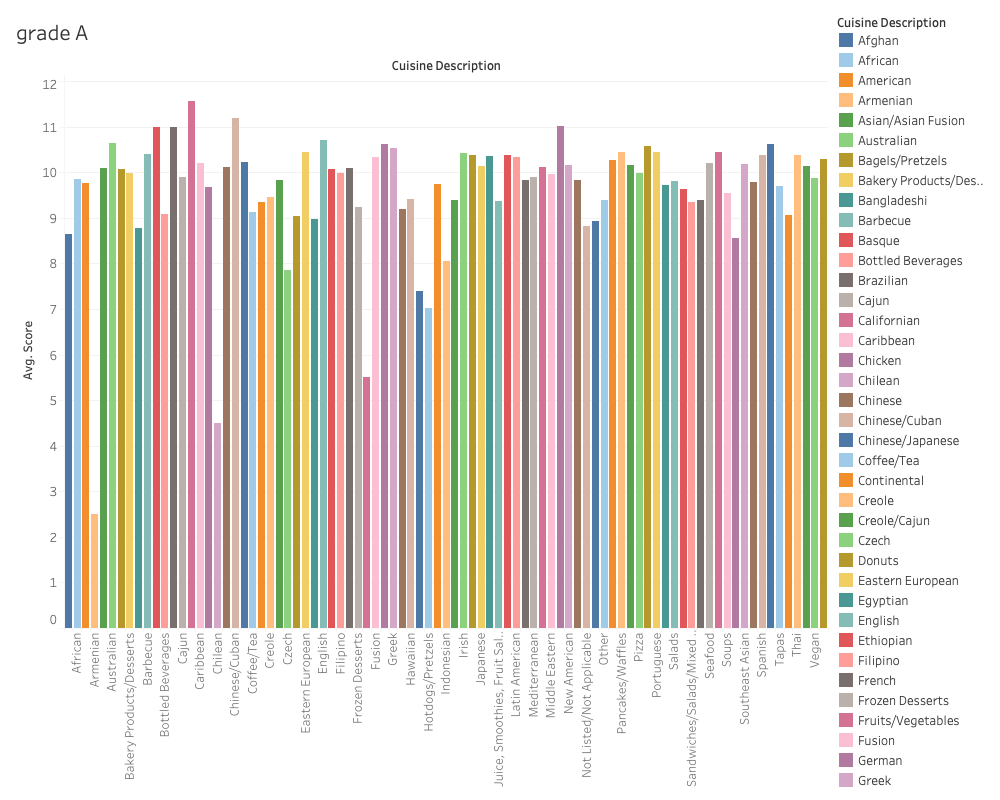 grade A
Cuisine Description
12
11
10
9
8
7
6
5
4
3
2
1
0
Avg. Score
African
Armenian
Australian
Bakery Products/Desserts
Barbecue
Bottled Beverages
Cajun
Caribbean
Chilean
Chinese/Cuban
Coffee/Tea
Creole
Czech
Eastern European
English
Filipino
Frozen Desserts
Fusion
Greek
Hawaiian
Hotdogs/Pretzels
Indonesian
Irish
Japanese
Juice, Smoothies, Fruit Sal..
Latin American
Mediterranean
Middle Eastern
New American
Not Listed/Not Applicable
Other
Pancakes/Waffles
Pizza
Portuguese
Salads
Sandwiches/Salads/Mixed ..
Seafood
Soups
Southeast Asian
Spanish
Tapas
Thai
Vegan
Cuisine Description
Afghan
African
American
Armenian
Asian/Asian Fusion
Australian
Bagels/Pretzels
Bakery Products/Des..
Bangladeshi
Barbecue
Basque
Bottled Beverages
Brazilian
Cajun
Californian
Caribbean
Chicken
Chilean
Chinese
Chinese/Cuban
Chinese/Japanese
Coffee/Tea
Continental
Creole
Creole/Cajun
Czech
Donuts
Eastern European
Egyptian
English
Ethiopian
Filipino
French
Frozen Desserts
Fruits/Vegetables
Fusion
German
Greek